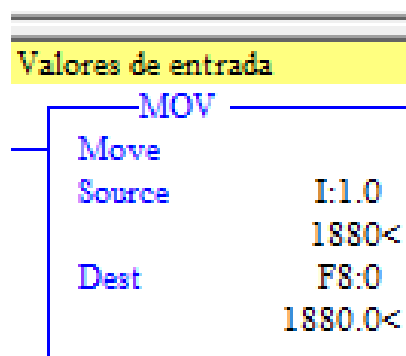 Valores de entrada
MOV
Move
Source I:1.0
1880<
Dest F8:0
1880.0<